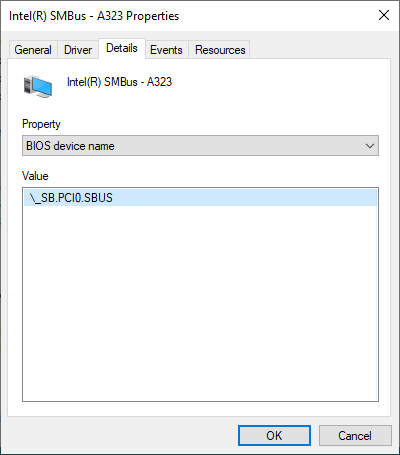 Intel(R) SMBus - A323 Properties
General Driver Details Events Resources
Intel(R) SMBus - A323
Property
BIOS device name
Value
\_SB.PCI0.SBUS
OK Cancel